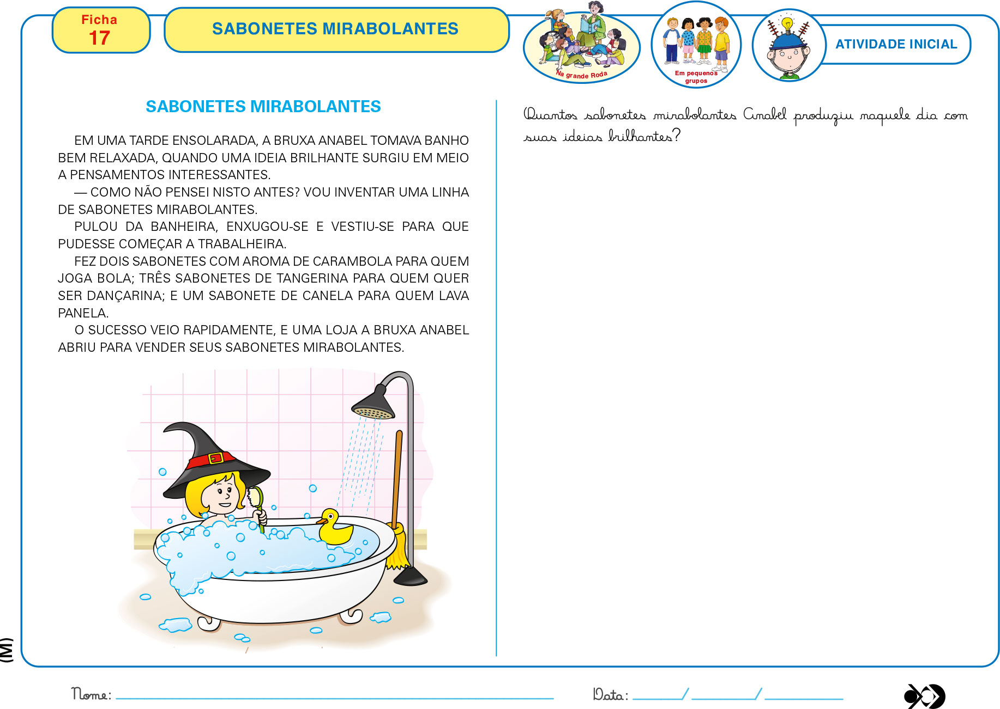 Ficha
17
SABONETES MIRABOLANTES
Na grande Roda
Em pequenos
grupos
ATIVIDADE INICIAL
SABONETES MIRABOLANTES
EM UMA TARDE ENSOLARADA, A BRUXA ANABEL TOMAVA BANHO
BEM RELAXADA, QUANDO UMA IDEIA BRILHANTE SURGIU EM MEIO
A PENSAMENTOS INTERESSANTES.
— COMO NÃO PENSEI NISTO ANTES? VOU INVENTAR UMA LINHA
DE SABONETES MIRABOLANTES.
PULOU DA BANHEIRA, ENXUGOU-SE E VESTIU-SE PARA QUE
PUDESSE COMEÇAR A TRABALHEIRA.
FEZ DOIS SABONETES COM AROMA DE CARAMBOLA PARA QUEM
JOGA BOLA; TRÊS SABONETES DE TANGERINA PARA QUEM QUER
SER DANÇARINA; E UM SABONETE DE CANELA PARA QUEM LAVA
PANELA.
O SUCESSO VEIO RAPIDAMENTE, E UMA LOJA A BRUXA ANABEL
ABRIU PARA VENDER SEUS SABONETES MIRABOLANTES.
Quantos sabonetes mirabolantes Anabel produziu naquele dia com
suas ideias brilhantes?
(M)
Nome:
Data: / /